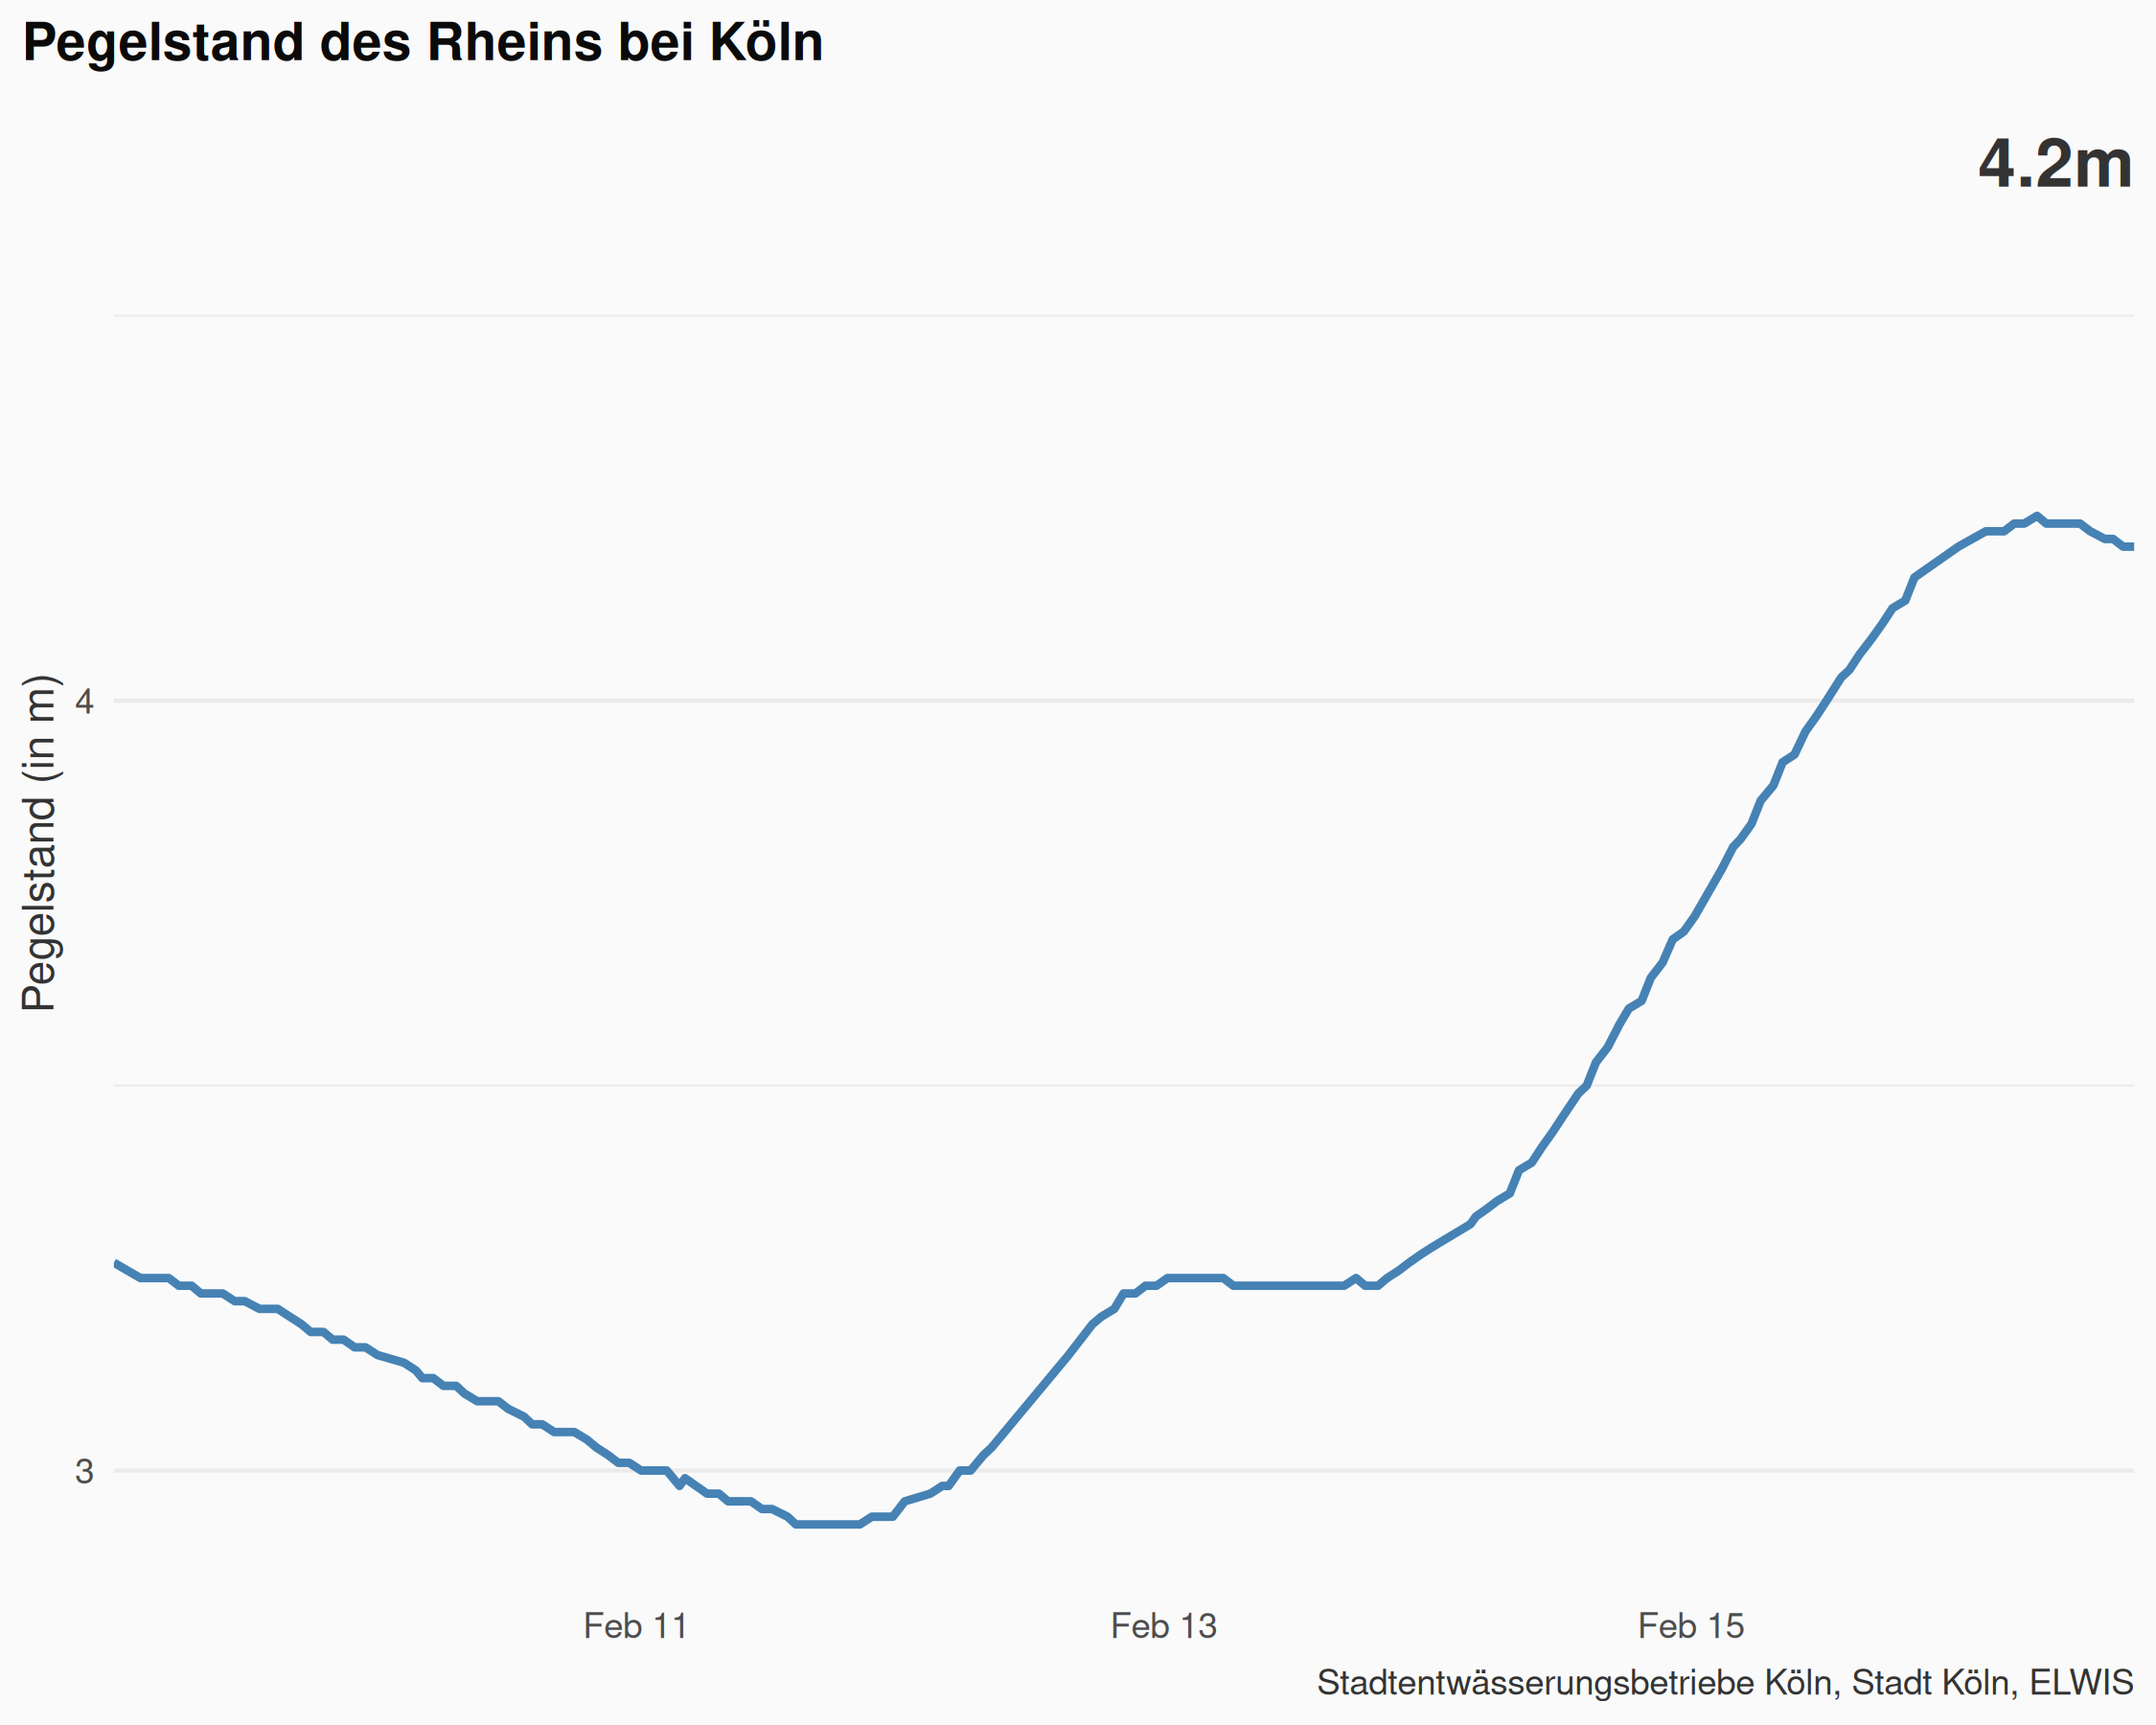 Pegelstand des Rheins bei Köln
4.2m
Pegelstand (in m)
4
3
Feb 11
Feb 13
Feb 15
Stadtentwässerungsbetriebe Köln, Stadt Köln, ELWIS